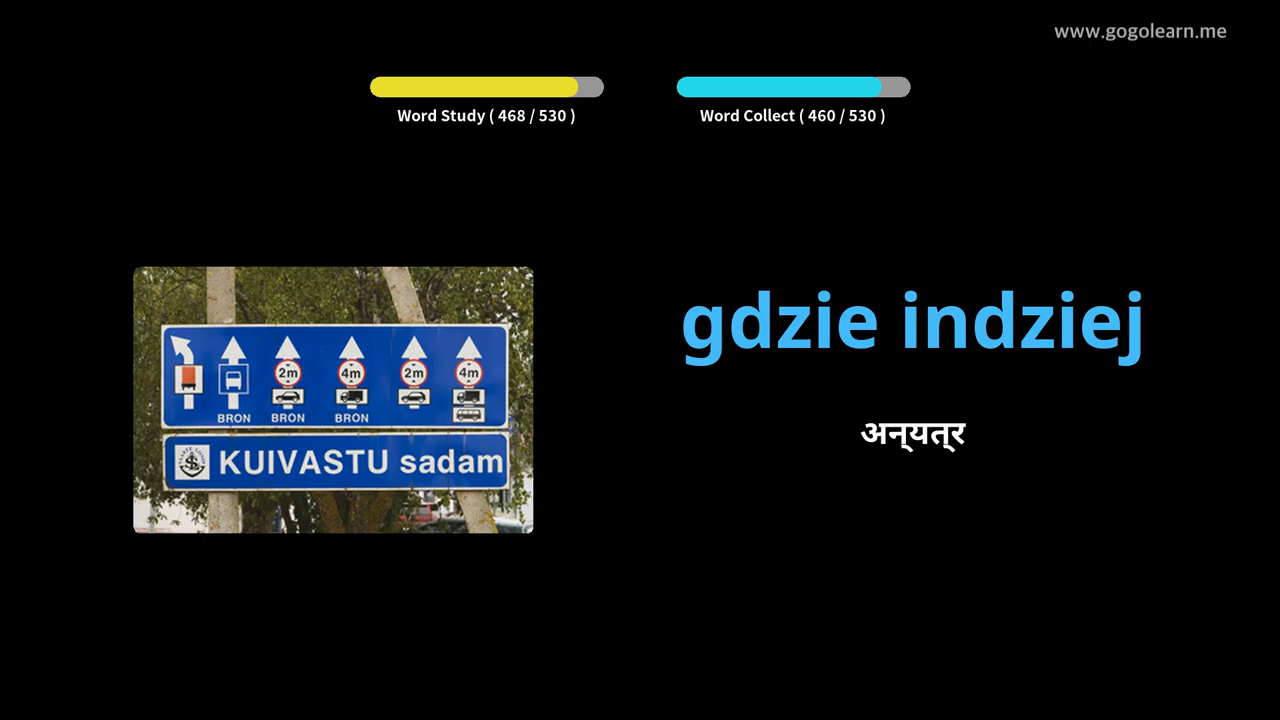 www.gogolearn.me
Word Study ( 468 / 530 )
Word Collect ( 460 / 530 )
gdzie indziej
अन्‌यत्‌र
2m 4m 2m 4m
BRON BRON BRON
KUIVASTU sadam